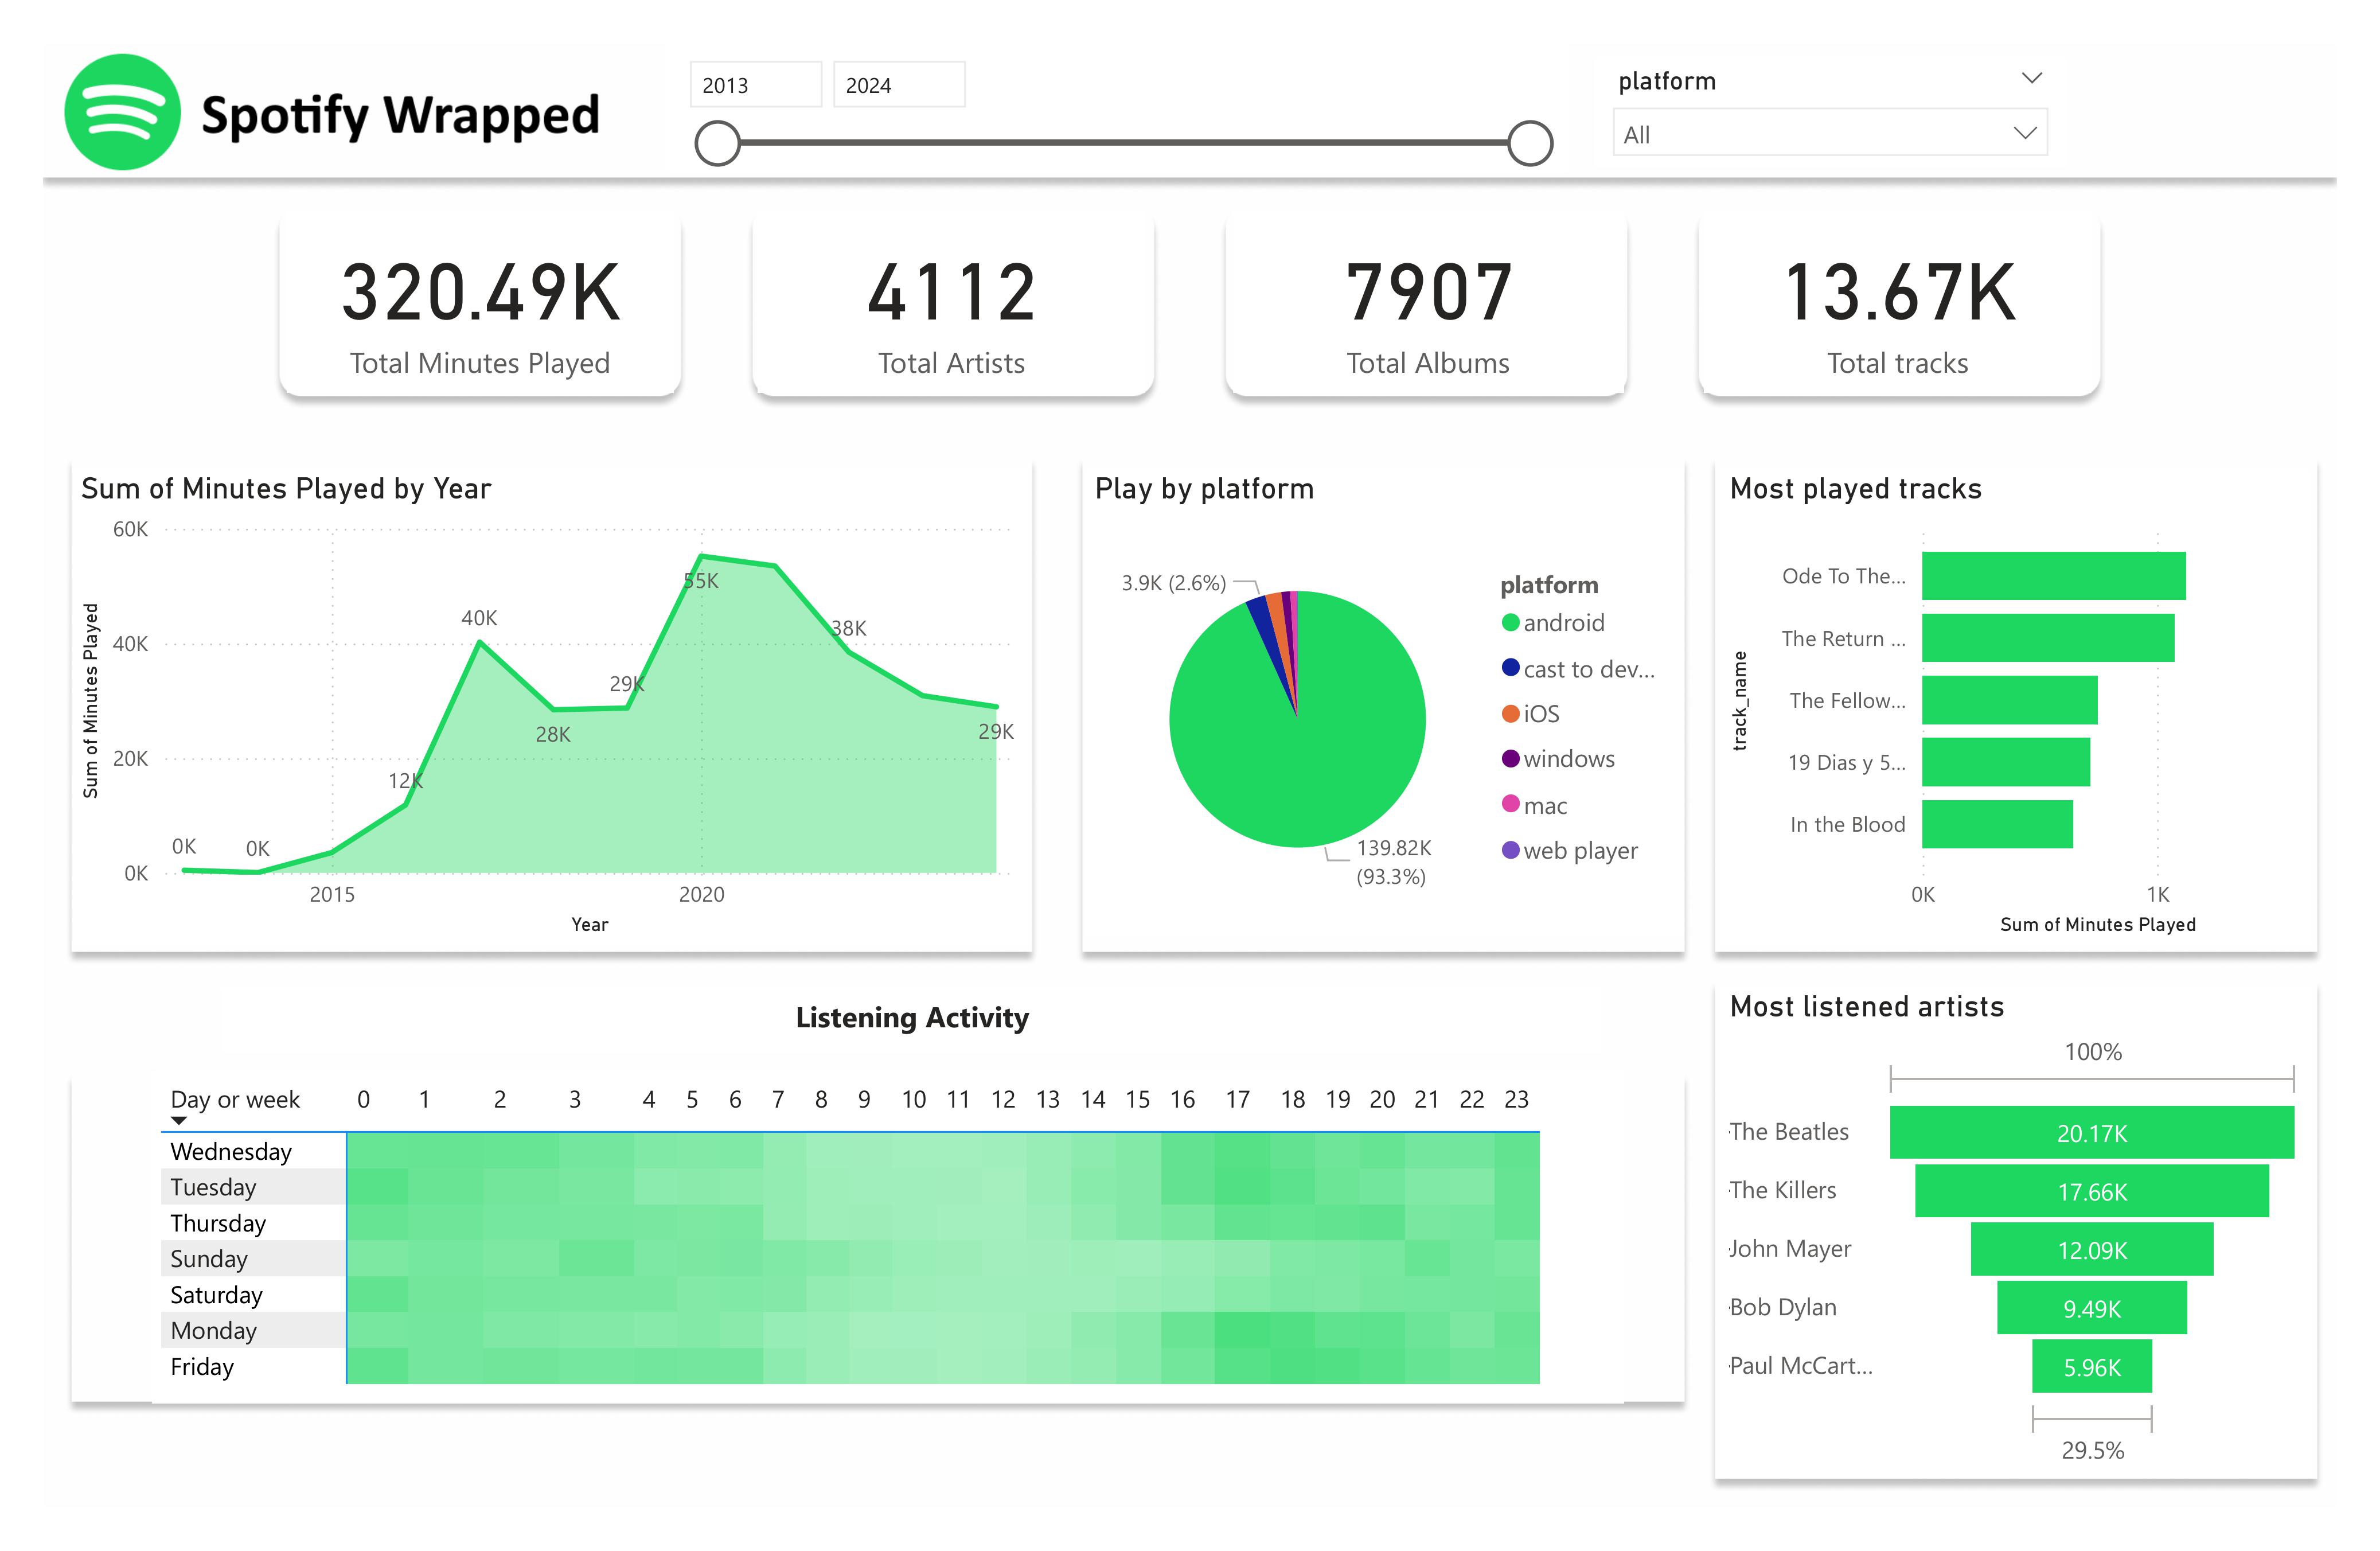 Spotify Wrapped
2013
2024
platform
All
320.49K
Total Minutes Played
4112
Total Artists
7907
Total Albums
13.67K
Total tracks
Sum of Minutes Played by Year
Sum of Minutes Played
60K
40K
20K
0K
0K
0K
12K
40K
28K
29K
55K
38K
29K
2015
2020
Year
Play by platform
3.9K (2.6%)
139.82K
(93.3%)
platform
android
cast to dev...
iOS
windows
mac
web player
Most played tracks
track_name
Ode To The...
The Return ...
The Fellow...
19 Dias y 5...
In the Blood
0K
1K
Sum of Minutes Played
Listening Activity
Day or week 0 1 2 3 4 5 6 7 8 9 10 11 12 13 14 15 16 17 18 19 20 21 22 23
Wednesday
Tuesday
Thursday
Sunday
Saturday
Monday
Friday
Most listened artists
100%
The Beatles 20.17K
The Killers 17.66K
John Mayer 12.09K
Bob Dylan 9.49K
Paul McCart... 5.96K
29.5%